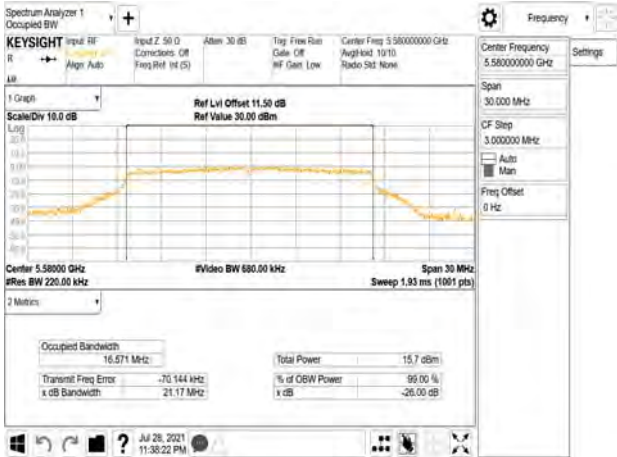 Spectrum Analyzer 1
Occupied BW
Frequency
KEYSIGHT
Input: RF
Align: Auto
Input Z: 50 Ω
Corrections: Off
Freq Ref: Int (S)
Atten: 30 dB
Trig: Free Run
Gate: Off
#IF Gain: Low
Center Freq: 5.580000000 GHz
Avg|Hold: 10/10
Radio Std: None
Center Frequency
5.580000000 GHz
Settings
Span
30.000 MHz
CF Step
3.000000 MHz
Auto
Man
Freq Offset
0 Hz
1 Graph
Scale/Div 10.0 dB
Ref Lvl Offset 11.50 dB
Ref Value 30.00 dBm
Log
Center 5.58000 GHz
#Res BW 220.00 kHz
#Video BW 680.00 kHz
Span 30 MHz
Sweep 1.93 ms (1001 pts)
2 Metrics
Occupied Bandwidth
16.571 MHz
Total Power
15.7 dBm
Transmit Freq Error
-70.144 kHz
% of OBW Power
99.00 %
x dB Bandwidth
21.17 MHz
x dB
-26.00 dB
?
Jul 28, 2021
11:38:22 PM